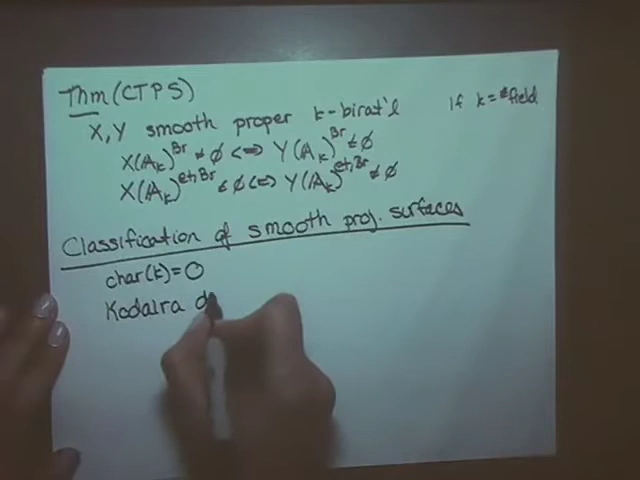 Thm (CTPS)
X, Y smooth proper k-birat'l if k = #field
X(𝔸_k)^Br ≠ ∅ <=> Y(𝔸_k)^Br ≠ ∅
X(𝔸_k)^et,Br ≠ ∅ <=> Y(𝔸_k)^et,Br ≠ ∅
Classification of smooth proj. surfaces
char(k) = 0
Kodaira d